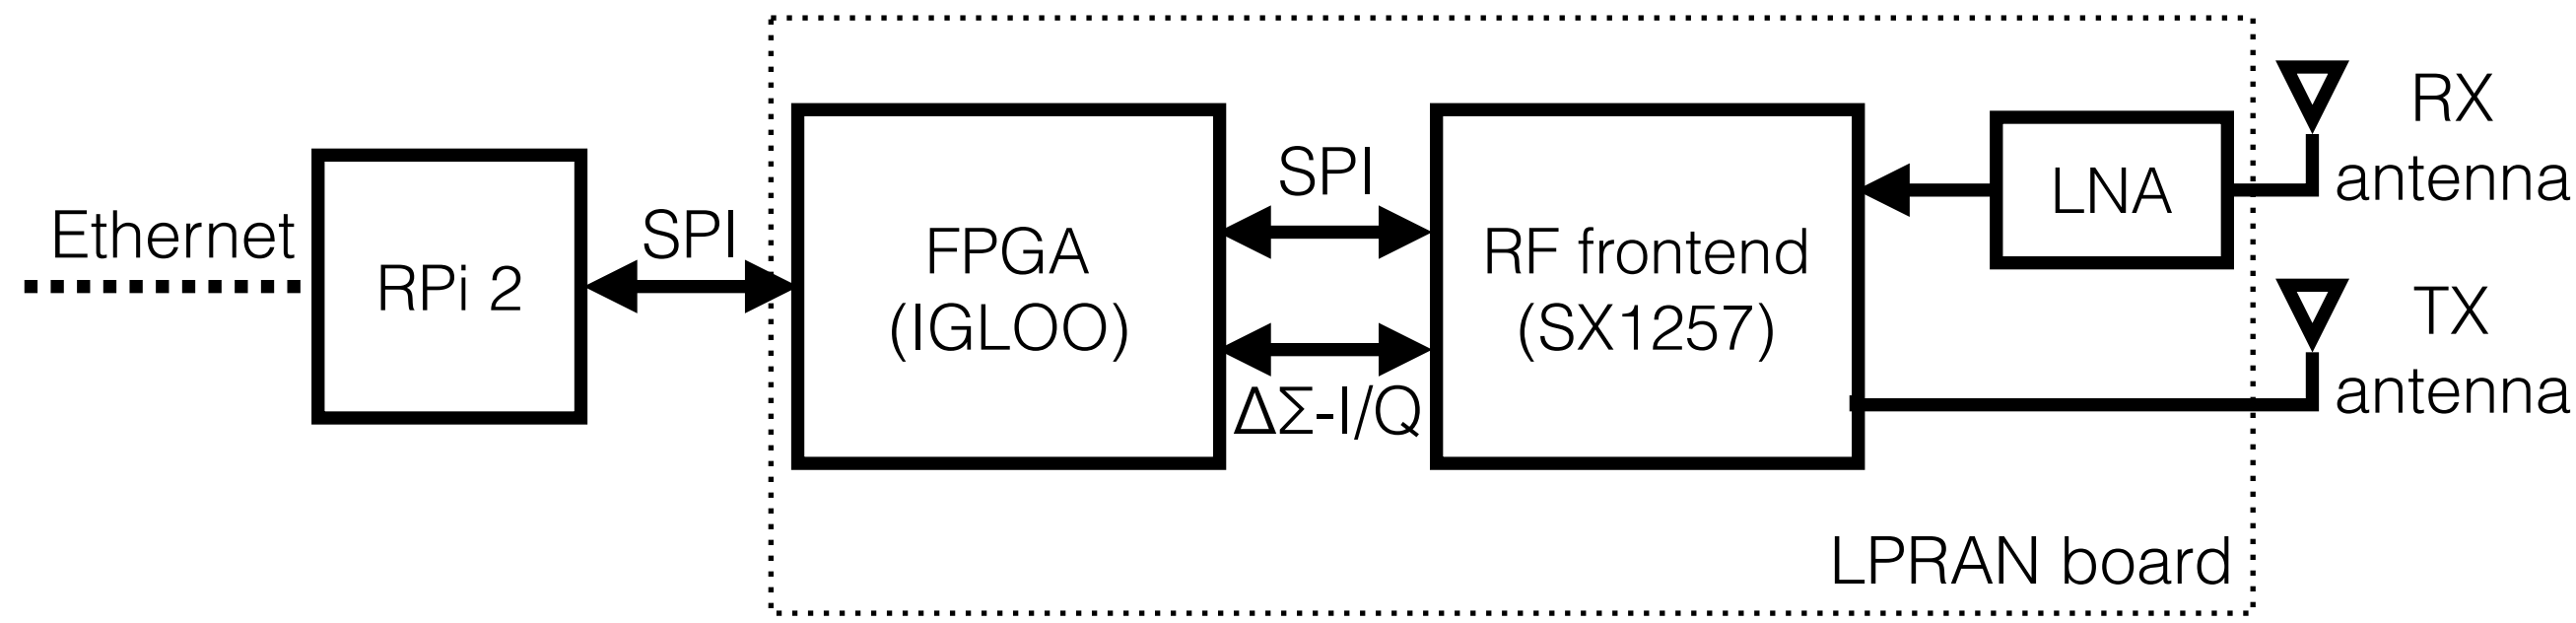 Ethernet
RPi 2
SPI
FPGA
(IGLOO)
SPI
ΔΣ-I/Q
RF frontend
(SX1257)
LNA
RX
antenna
TX
antenna
LPRAN board